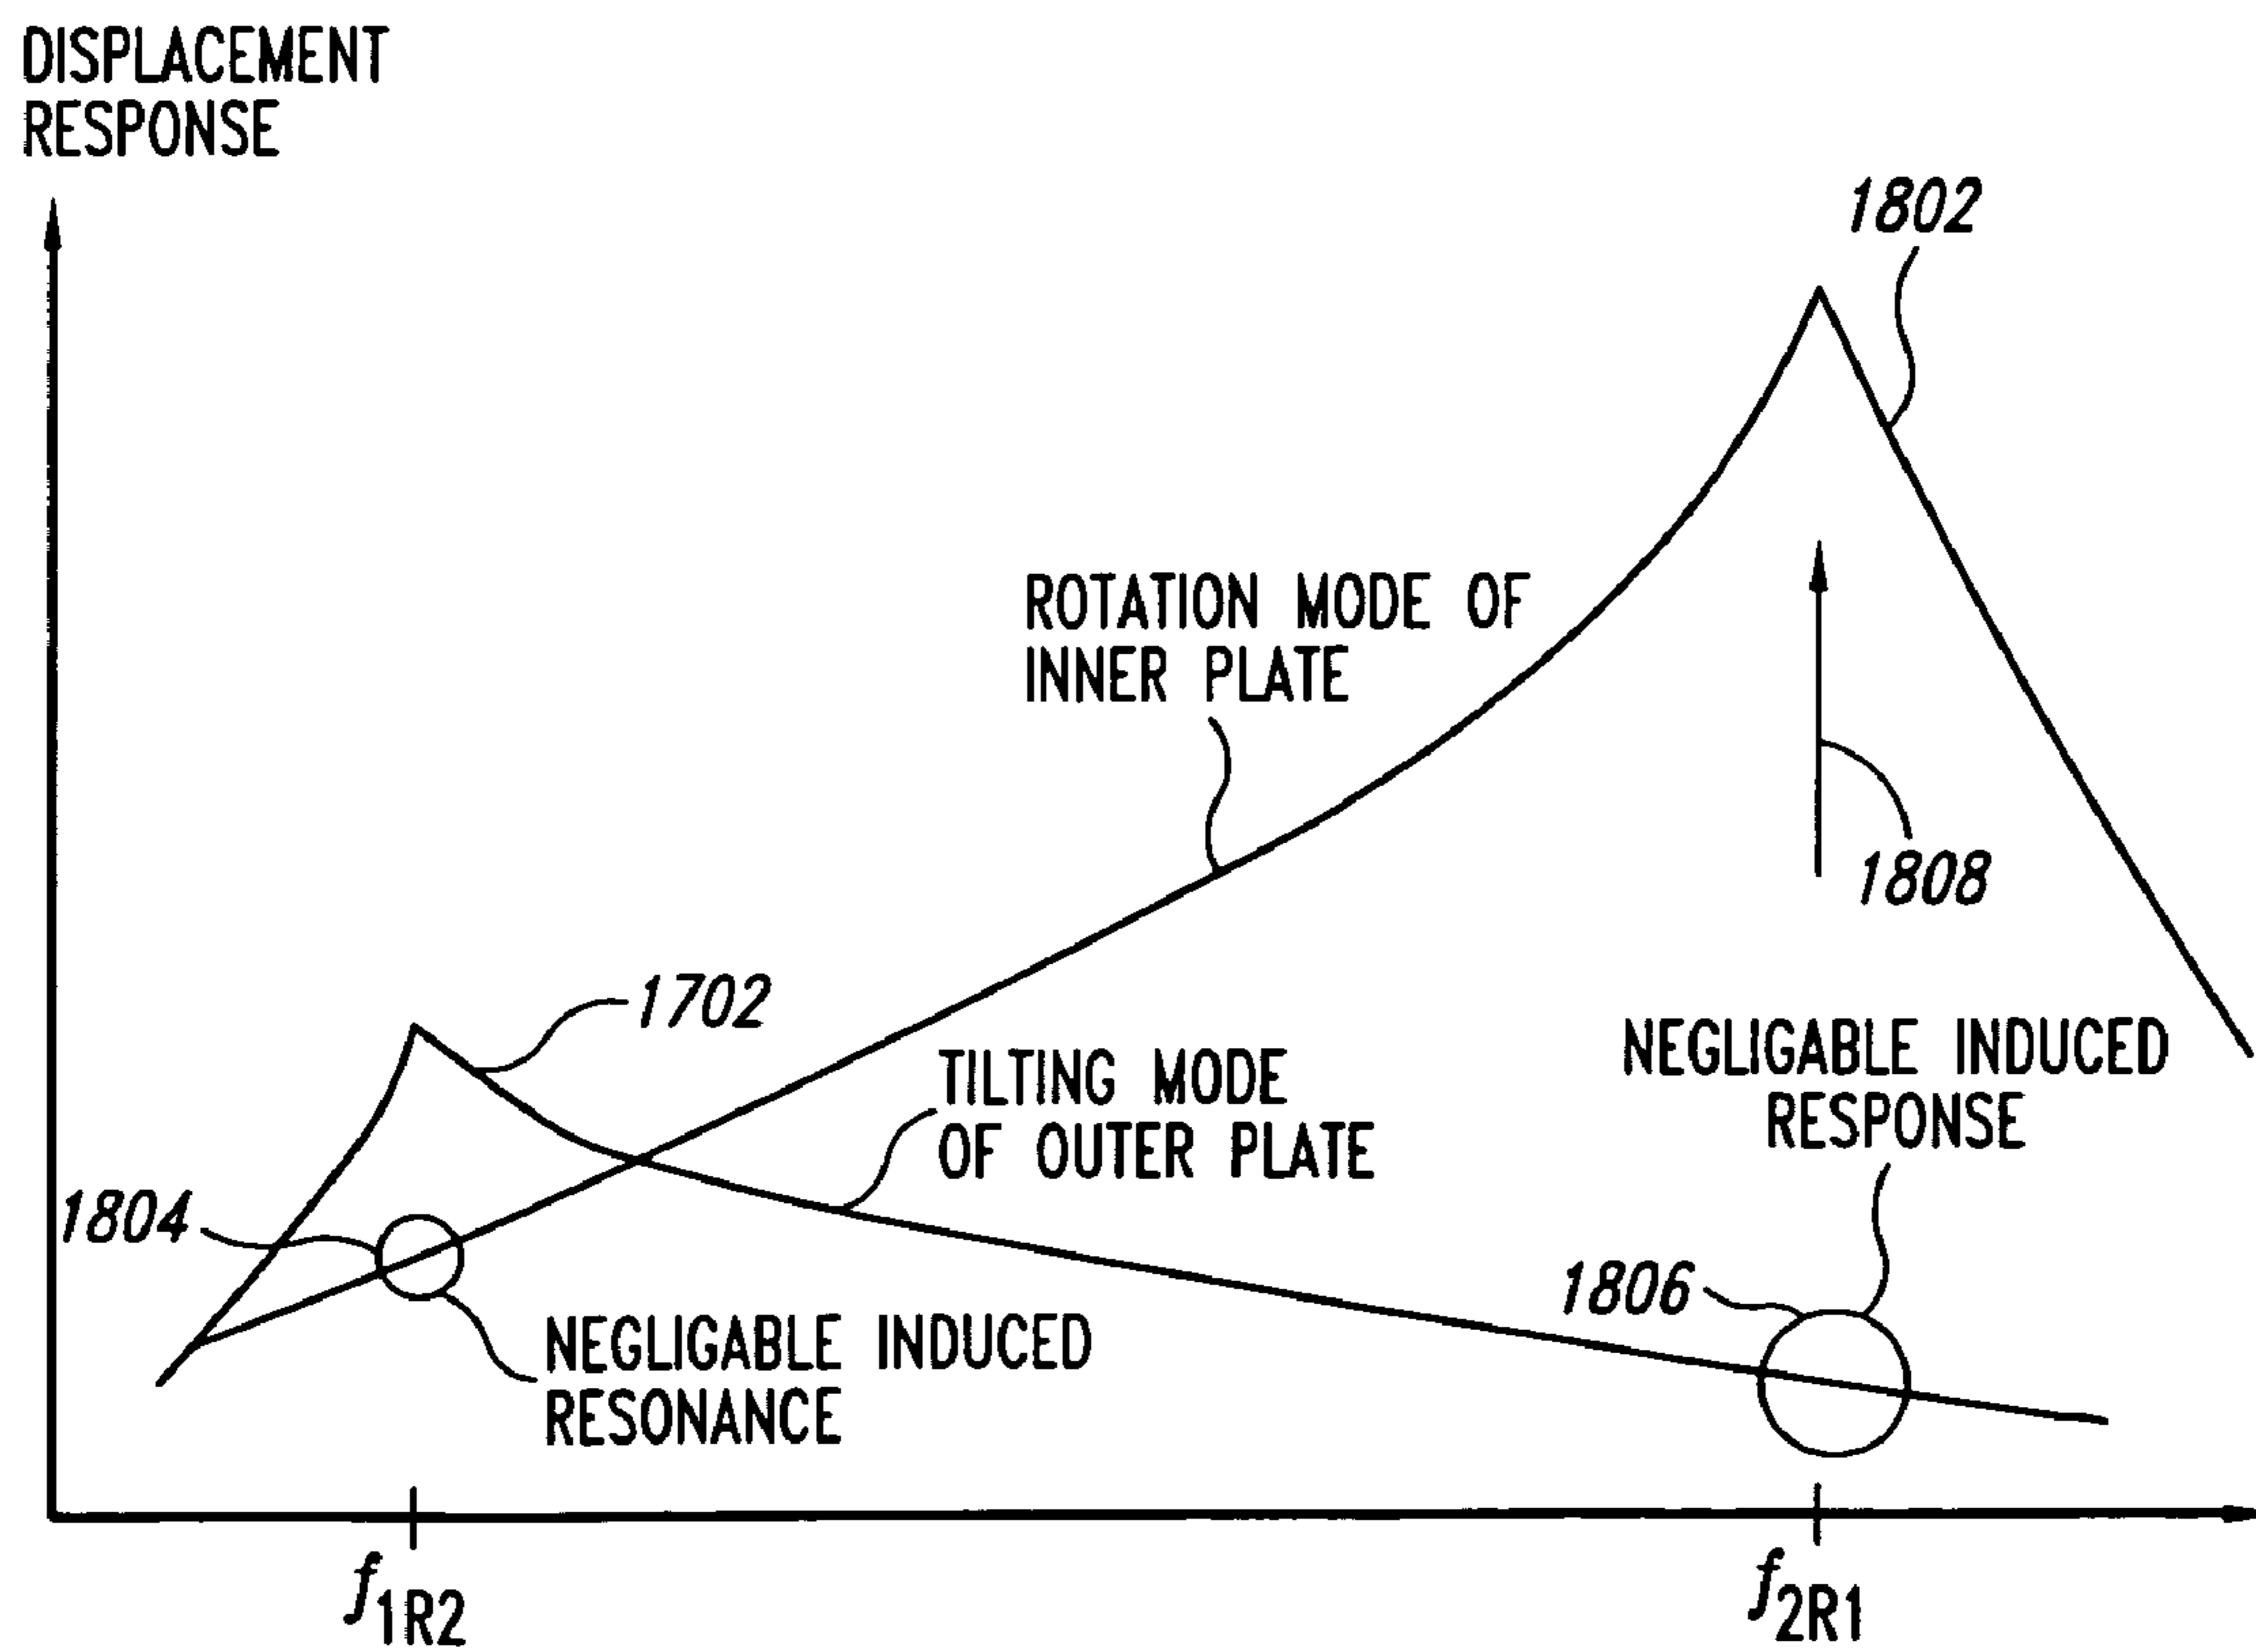 DISPLACEMENT
RESPONSE
1802
ROTATION MODE OF
INNER PLATE
1808
1702
NEGLIGABLE INDUCED
RESPONSE
TILTING MODE
OF OUTER PLATE
1804
1806
NEGLIGABLE INDUCED
RESONANCE
f1R2
f2R1